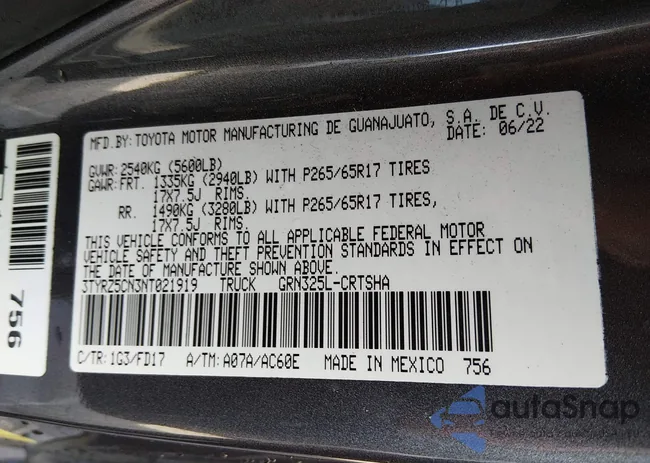 MFD.BY:TOYOTA MOTOR MANUFACTURING DE GUANAJUATO, S.A. DE C.V.
DATE: 06/22
GVWR:2540KG (5600LB)
GAWR:FRT. 1335KG (2940LB) WITH P265/65R17 TIRES
17X7.5J RIMS.
RR. 1490KG (3280LB) WITH P265/65R17 TIRES,
17X7.5J RIMS.
THIS VEHICLE CONFORMS TO ALL APPLICABLE FEDERAL MOTOR
VEHICLE SAFETY AND THEFT PREVENTION STANDARDS IN EFFECT ON
THE DATE OF MANUFACTURE SHOWN ABOVE.
3TYRZ5CN3NT021919 TRUCK GRN325L-CRTSHA
C/TR:1G3/FD17 A/TM:A07A/AC60E MADE IN MEXICO 756
756
autoSnap